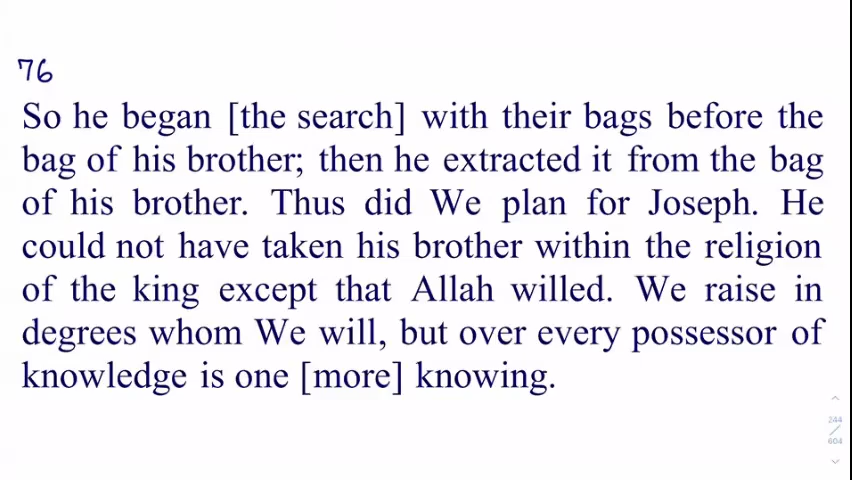 76
So he began [the search] with their bags before the
bag of his brother; then he extracted it from the bag
of his brother. Thus did We plan for Joseph. He
could not have taken his brother within the religion
of the king except that Allah willed. We raise in
degrees whom We will, but over every possessor of
knowledge is one [more] knowing.
244
/
604